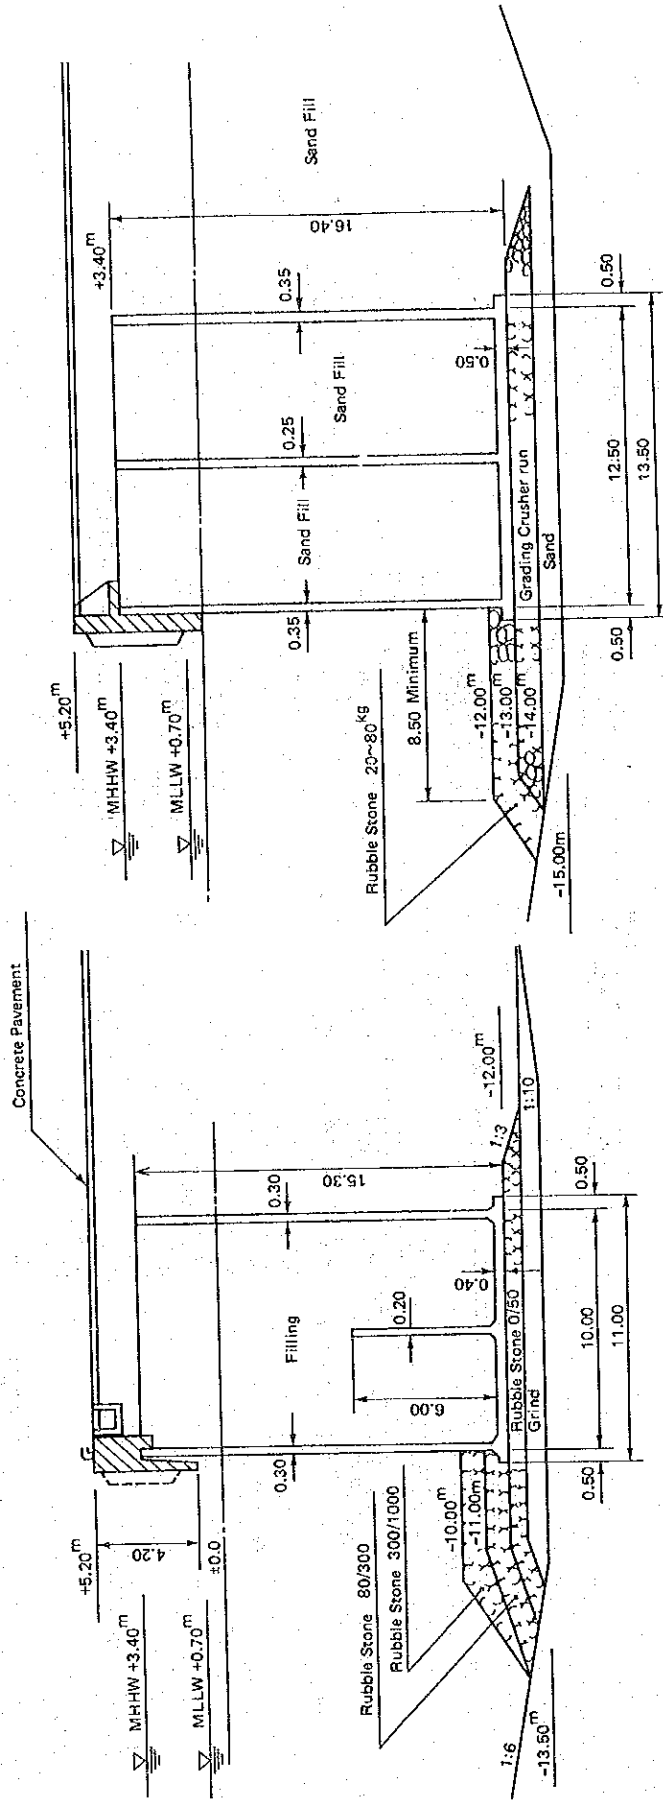 Concrete Pavement
+5.20m
MHHW +3.40m
MLLW +0.70m
4.20
±0.0
Filling
0.30
0.30
15.30
6.00
0.20
0.40
Rubble Stone 80/300
Rubble Stone 300/1000
-10.00m
-11.00m
-12.00m
1:3
1:10
Rubble Stone 0/50
Grind
1:6
-13.50m
0.50
10.00
0.50
11.00
+5.20m
MHHW +3.40m
MLLW +0.70m
+3.40m
Sand Fill
Sand Fill
Sand Fill
0.35
0.25
0.35
16.40
0.50
Rubble Stone 20~80kg
8.50 Minimum
-12.00m
-13.00m
-14.00m
Grading Crusher run
Sand
-15.00m
0.50
12.50
0.50
13.50